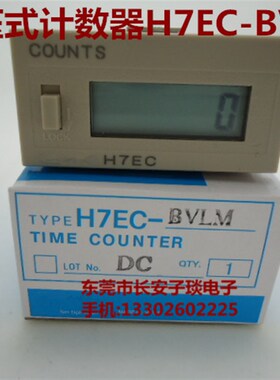 式计数器H7EC-B
COUNTS
0
H7EC
TYPE H7EC-BVLM
TIME COUNTER
LOT No. DC QTY. 1
东莞市长安子琰电子
手机:13302602225